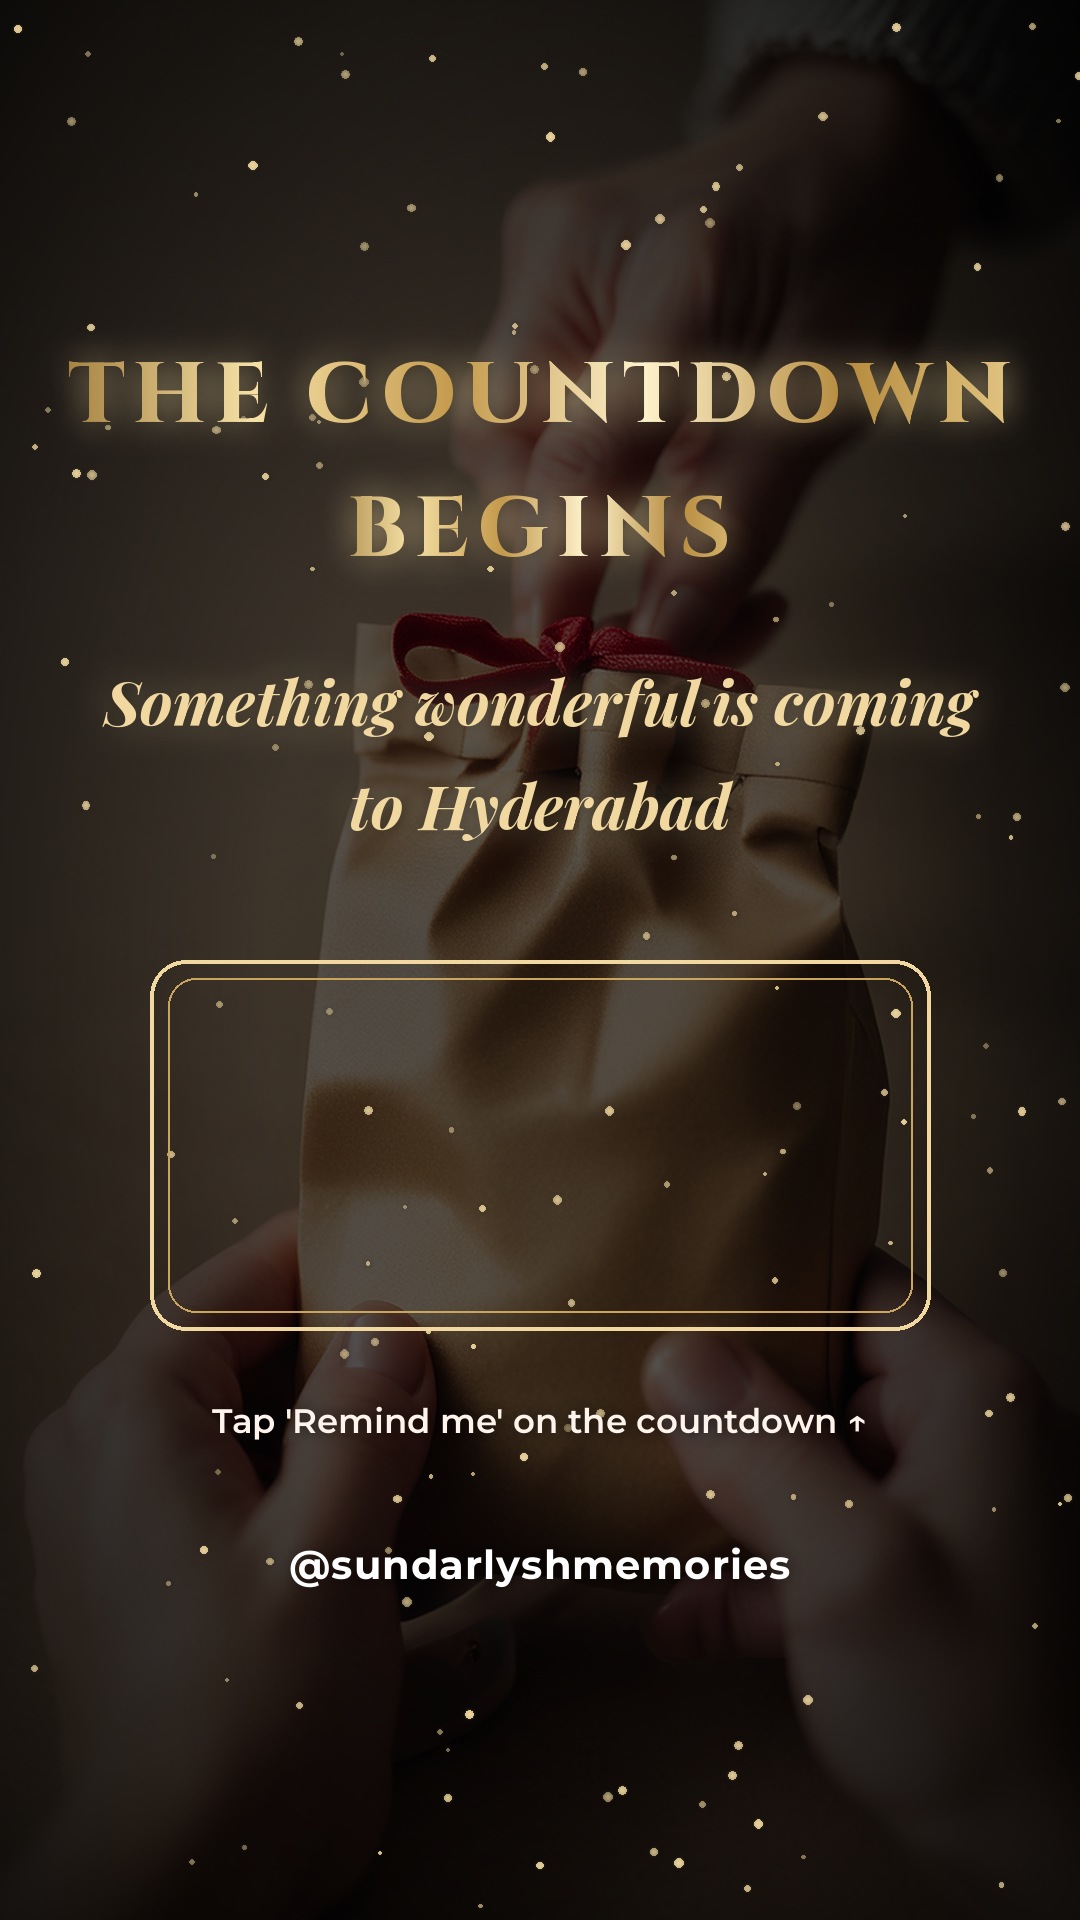 THE COUNTDOWN
BEGINS
Something wonderful is coming
to Hyderabad
Tap 'Remind me' on the countdown ↑
@sundarlyshmemories